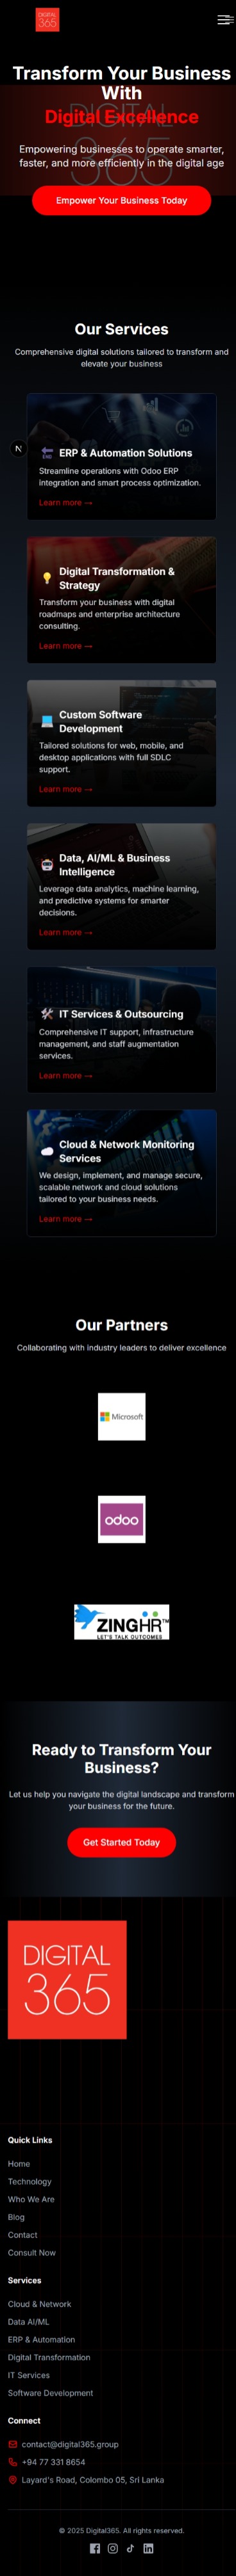 DIGITAL
365
Transform Your Business
With
DIGITAL
Digital Excellence
365
Empowering businesses to operate smarter,
faster, and more efficiently in the digital age
Empower Your Business Today
Our Services
Comprehensive digital solutions tailored to transform and
elevate your business
N
END
ERP & Automation Solutions
Streamline operations with Odoo ERP
integration and smart process optimization.
Learn more →
Digital Transformation &
Strategy
Transform your business with digital
roadmaps and enterprise architecture
consulting.
Learn more →
Custom Software
Development
Tailored solutions for web, mobile, and
desktop applications with full SDLC
support.
Learn more →
Data, AI/ML & Business
Intelligence
Leverage data analytics, machine learning,
and predictive systems for smarter
decisions.
Learn more →
IT Services & Outsourcing
Comprehensive IT support, infrastructure
management, and staff augmentation
services.
Learn more →
Cloud & Network Monitoring
Services
We design, implement, and manage secure,
scalable network and cloud solutions
tailored to your business needs.
Learn more →
Our Partners
Collaborating with industry leaders to deliver excellence
Microsoft
odoo
ZINGHR™
LET'S TALK OUTCOMES
Ready to Transform Your
Business?
Let us help you navigate the digital landscape and transform
your business for the future.
Get Started Today
DIGITAL
365
Quick Links
Home
Technology
Who We Are
Blog
Contact
Consult Now
Services
Cloud & Network
Data AI/ML
ERP & Automation
Digital Transformation
IT Services
Software Development
Connect
contact@digital365.group
+94 77 331 8654
Layard's Road, Colombo 05, Sri Lanka
© 2025 Digital365. All rights reserved.